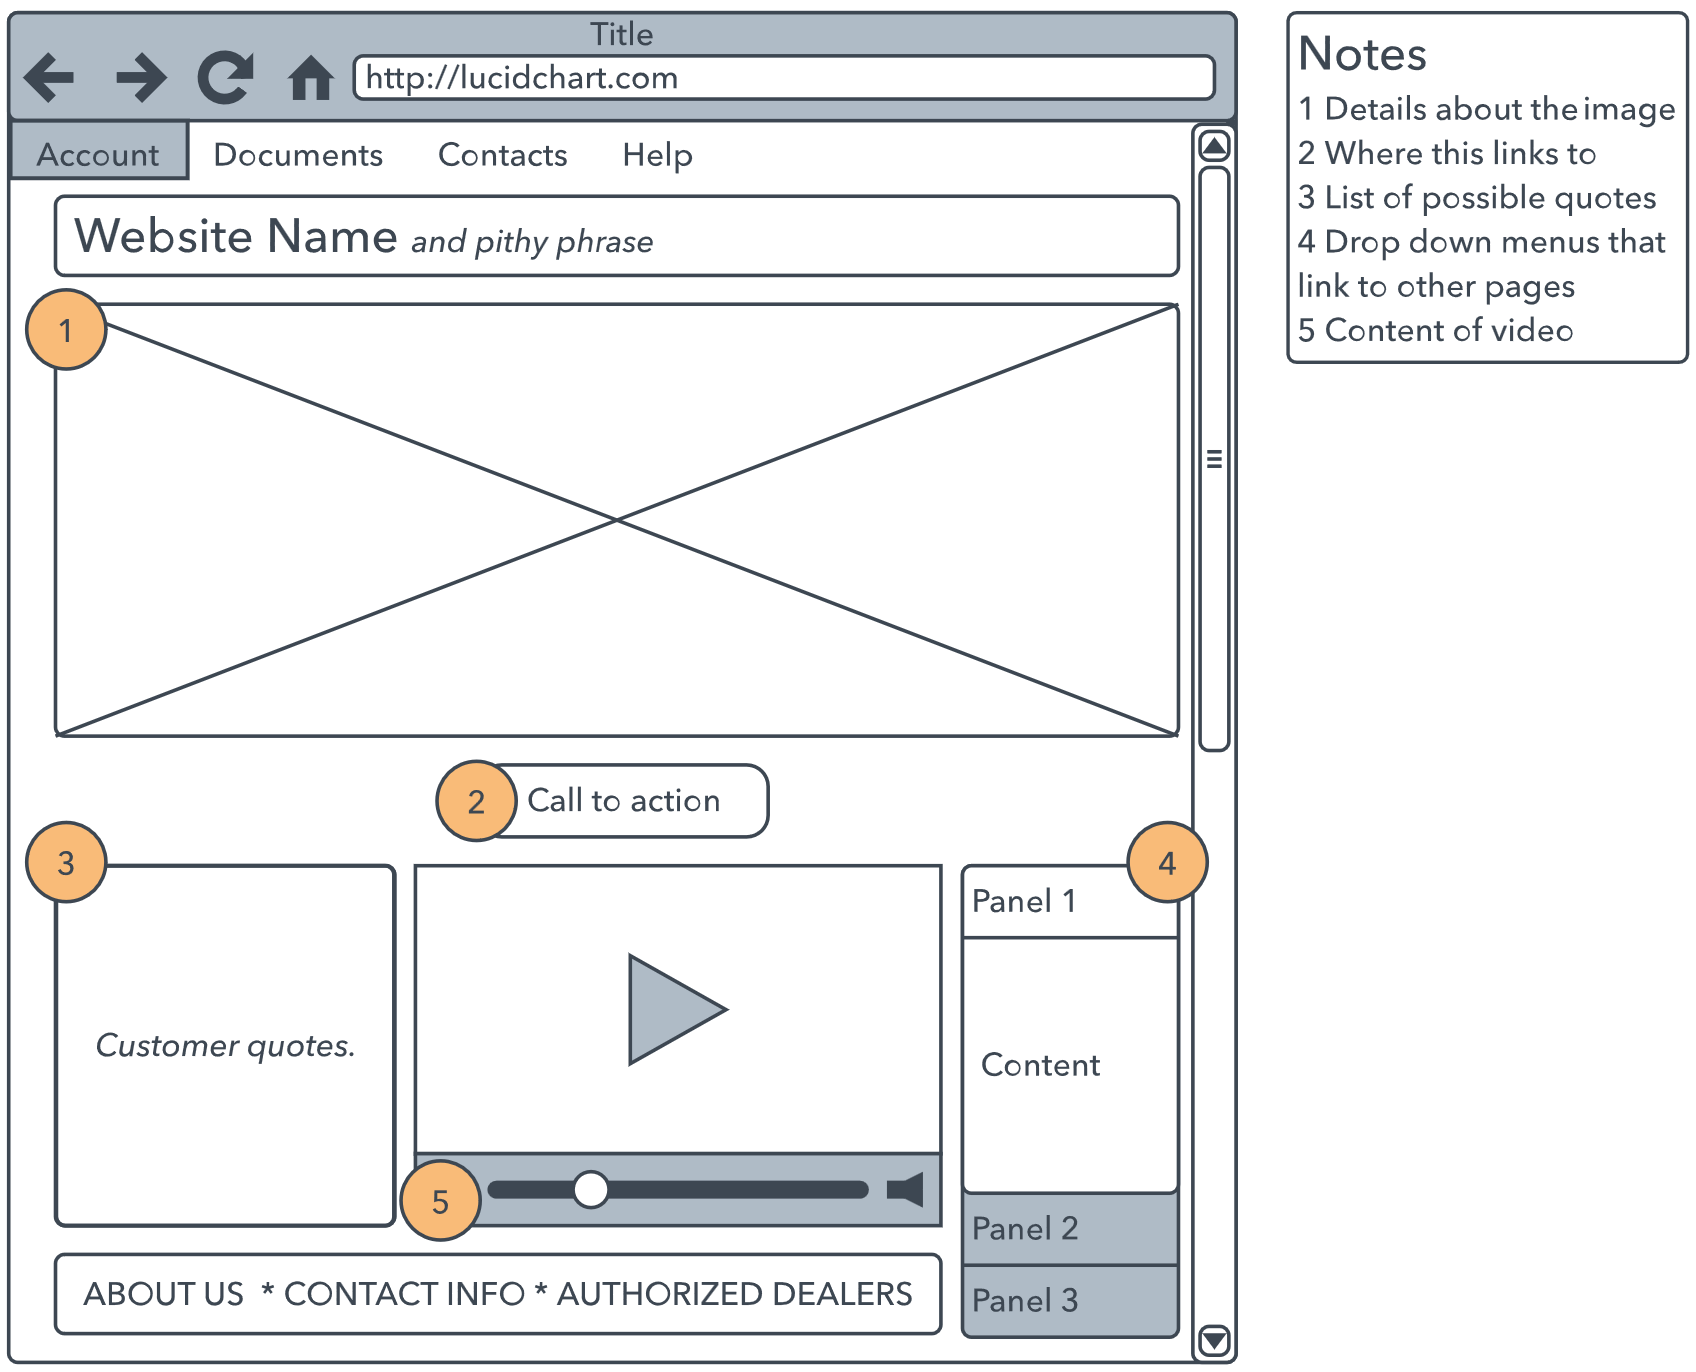 Title
http://lucidchart.com
Account Documents Contacts Help
Website Name and pithy phrase
1
2 Call to action
3
Customer quotes.
5
4
Panel 1
Content
Panel 2
Panel 3
ABOUT US * CONTACT INFO * AUTHORIZED DEALERS
Notes
1 Details about the image
2 Where this links to
3 List of possible quotes
4 Drop down menus that
link to other pages
5 Content of video